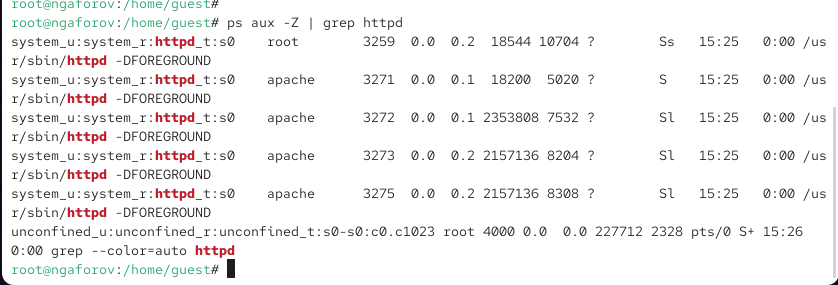 root@ngaforov:/home/guest#
root@ngaforov:/home/guest# ps aux -Z | grep httpd
system_u:system_r:httpd_t:s0    root        3259  0.0  0.2  18544 10704 ?        Ss   15:25   0:00 /us
r/sbin/httpd -DFOREGROUND
system_u:system_r:httpd_t:s0    apache      3271  0.0  0.1  18200  5020 ?        S    15:25   0:00 /us
r/sbin/httpd -DFOREGROUND
system_u:system_r:httpd_t:s0    apache      3272  0.0  0.1 2353808 7532 ?        Sl   15:25   0:00 /us
r/sbin/httpd -DFOREGROUND
system_u:system_r:httpd_t:s0    apache      3273  0.0  0.2 2157136 8204 ?        Sl   15:25   0:00 /us
r/sbin/httpd -DFOREGROUND
system_u:system_r:httpd_t:s0    apache      3275  0.0  0.2 2157136 8308 ?        Sl   15:25   0:00 /us
r/sbin/httpd -DFOREGROUND
unconfined_u:unconfined_r:unconfined_t:s0-s0:c0.c1023 root 4000 0.0  0.0 227712 2328 pts/0 S+ 15:26
0:00 grep --color=auto httpd
root@ngaforov:/home/guest#